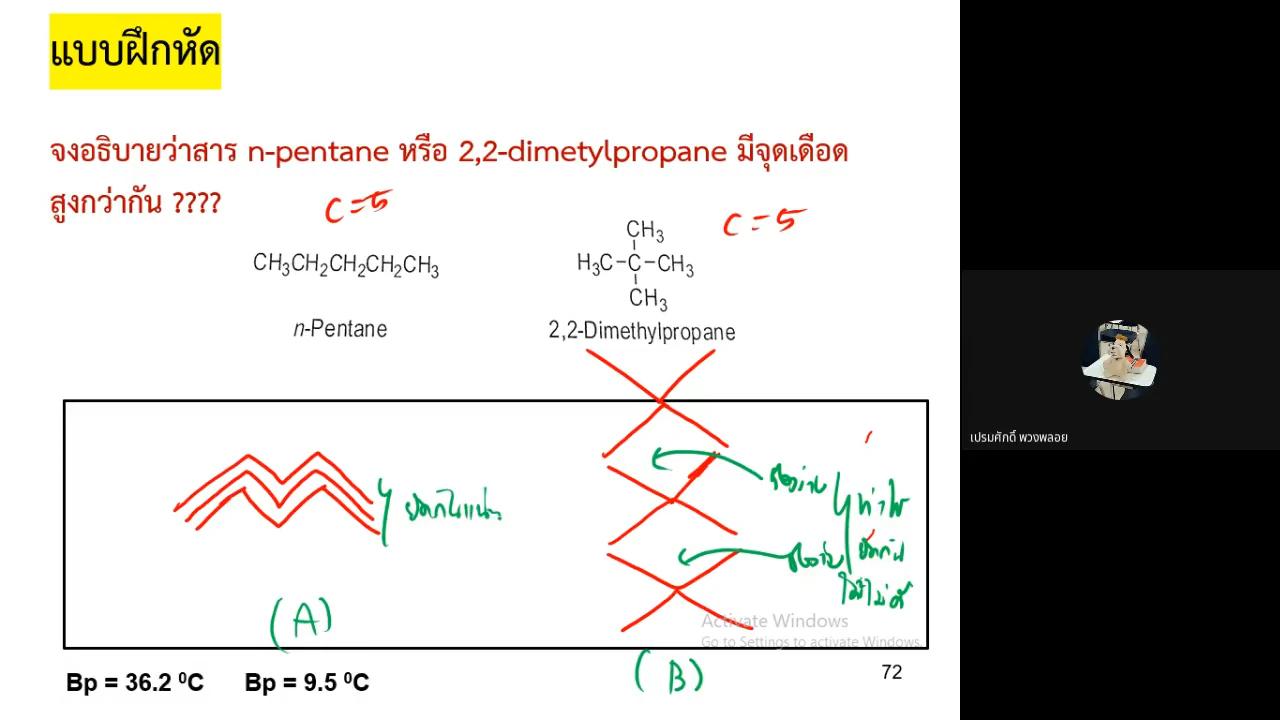 แบบฝึกหัด
จงอธิบายว่าสาร n-pentane หรือ 2,2-dimetylpropane มีจุดเดือด
สูงกว่ากัน ????
C=5
C=5
CH3CH2CH2CH2CH3
CH3
H3C-C-CH3
CH3
n-Pentane
2,2-Dimethylpropane
(A)
(B)
Activate Windows
Go to Settings to activate Windows.
72
Bp = 36.2 ⁰C Bp = 9.5 ⁰C
เปรมศักดิ์ พวงพลอย